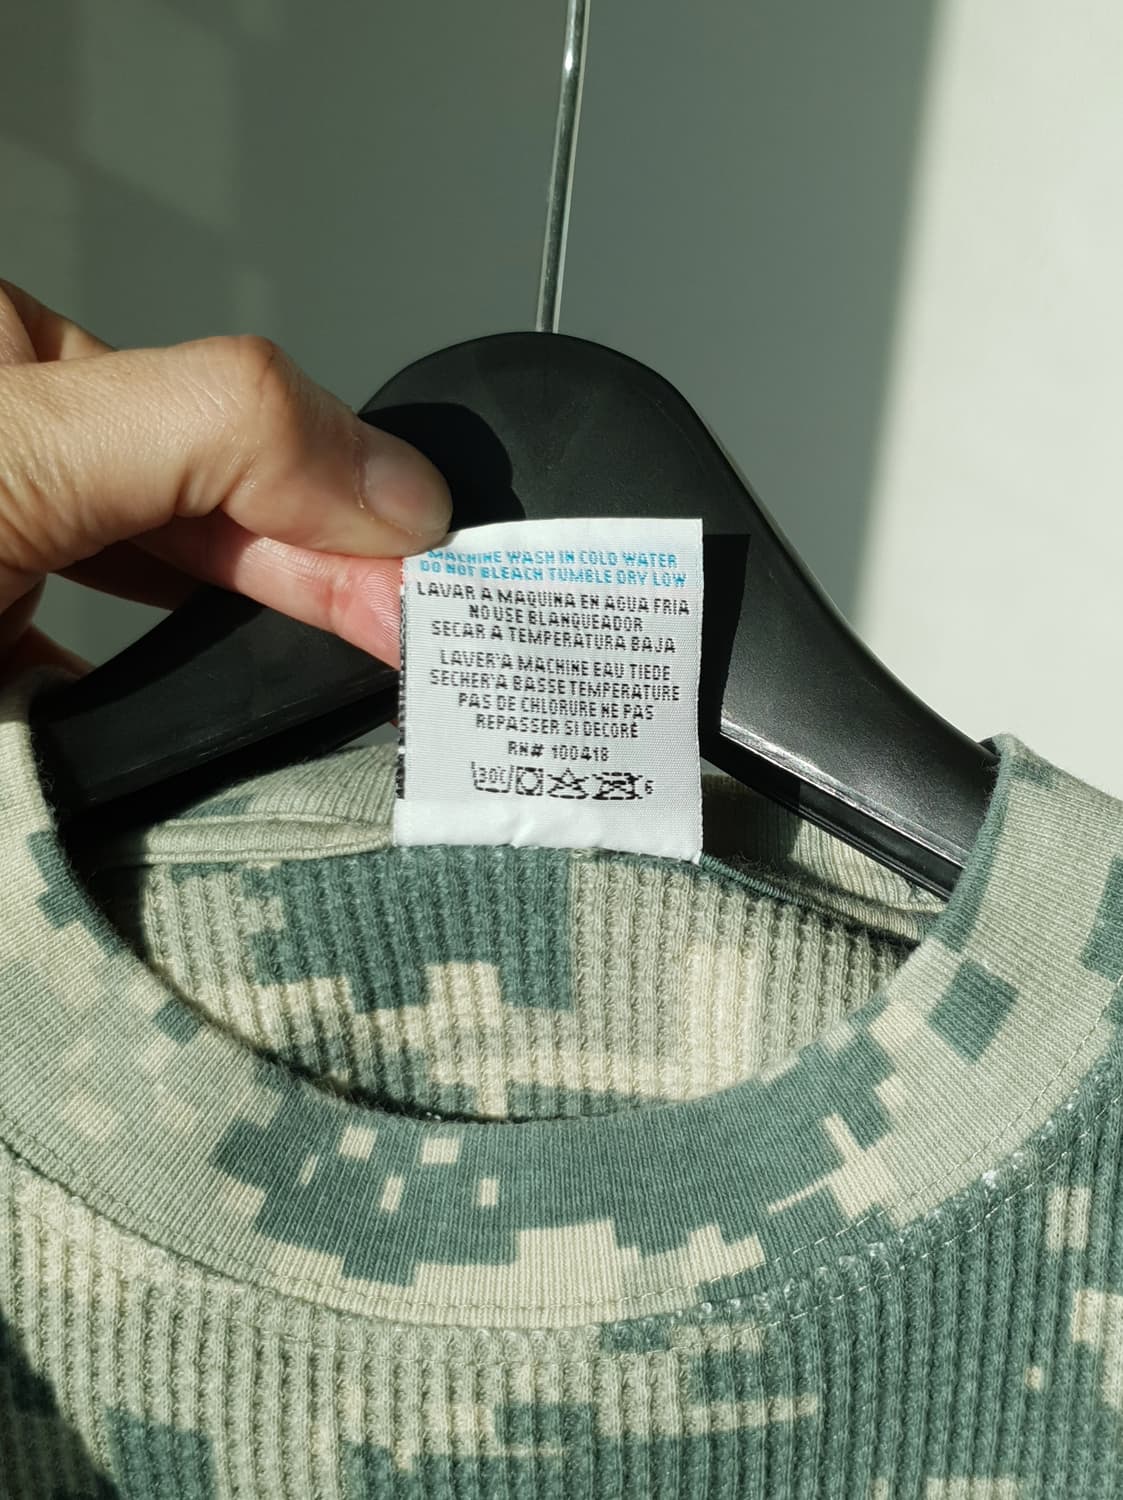 MACHINE WASH IN COLD WATER
DO NOT BLEACH TUMBLE DRY LOW
LAVAR A MAQUINA EN AGUA FRIA
NO USE BLANQUEADOR
SECAR A TEMPERATURA BAJA
LAVER'A MACHINE EAU TIEDE
SECHER'A BASSE TEMPERATURE
PAS DE CHLORURE NE PAS
REPASSER SI DECORÉ
RN# 100418
30C 6